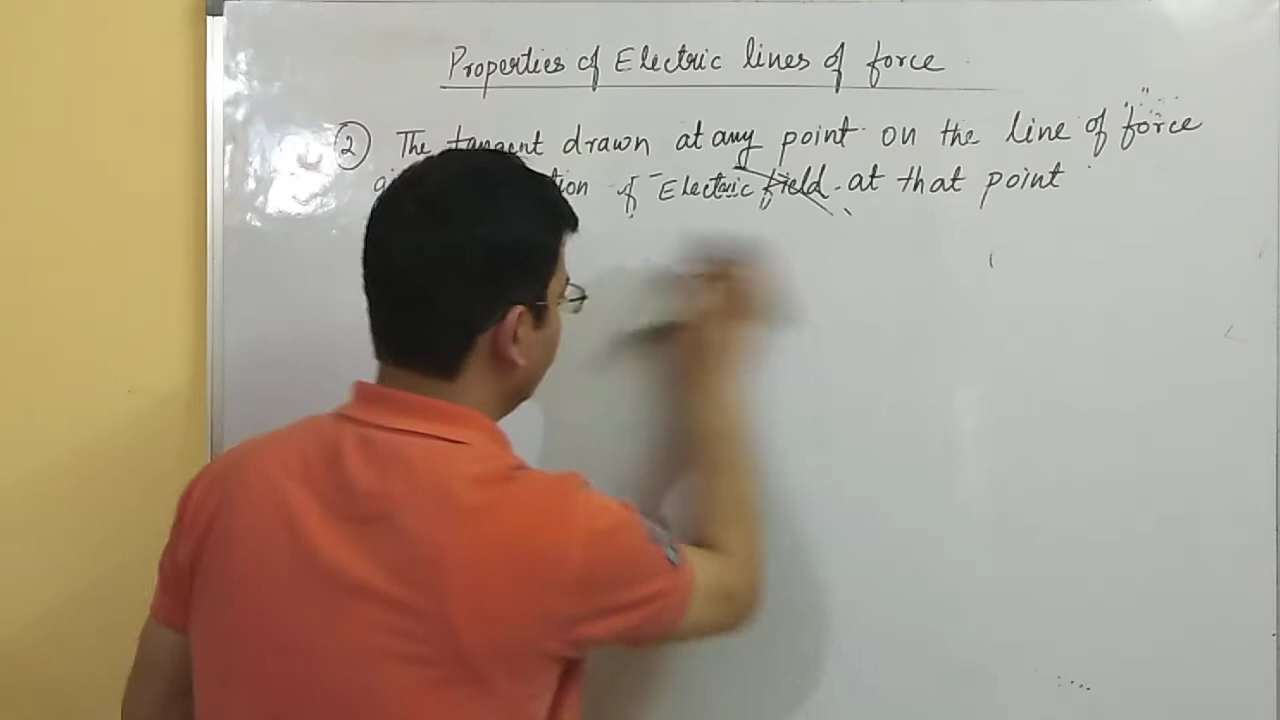 Properties of Electric lines of force
② The tangent drawn at any point on the line of force
of Electric field at that point